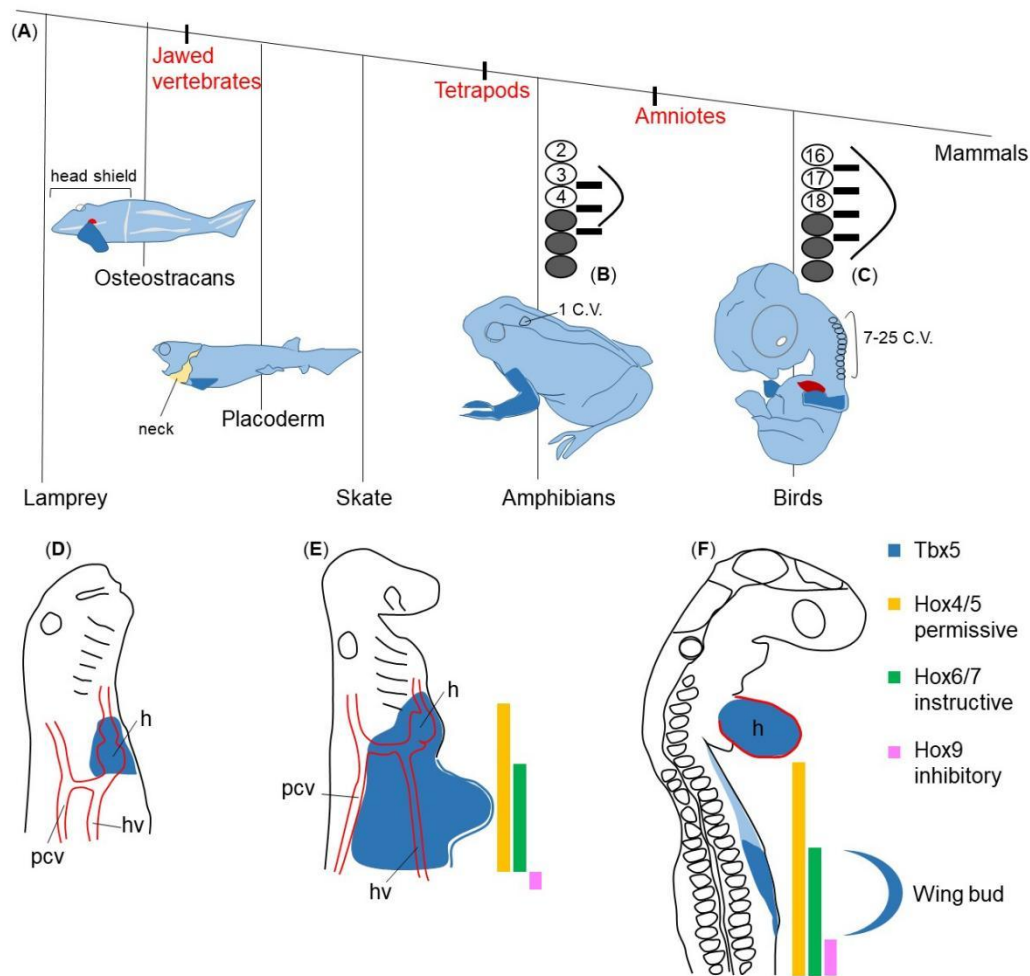 (A)
Jawed
vertebrates
Tetrapods
Amniotes
Mammals
head shield
2
3
4
16
17
18
Osteostracans
(B)
(C)
1 C.V.
7-25 C.V.
neck
Placoderm
Lamprey
Skate
Amphibians
Birds
(D)
h
pcv
hv
(E)
h
pcv
hv
(F)
h
Wing bud
Tbx5
Hox4/5
permissive
Hox6/7
instructive
Hox9
inhibitory